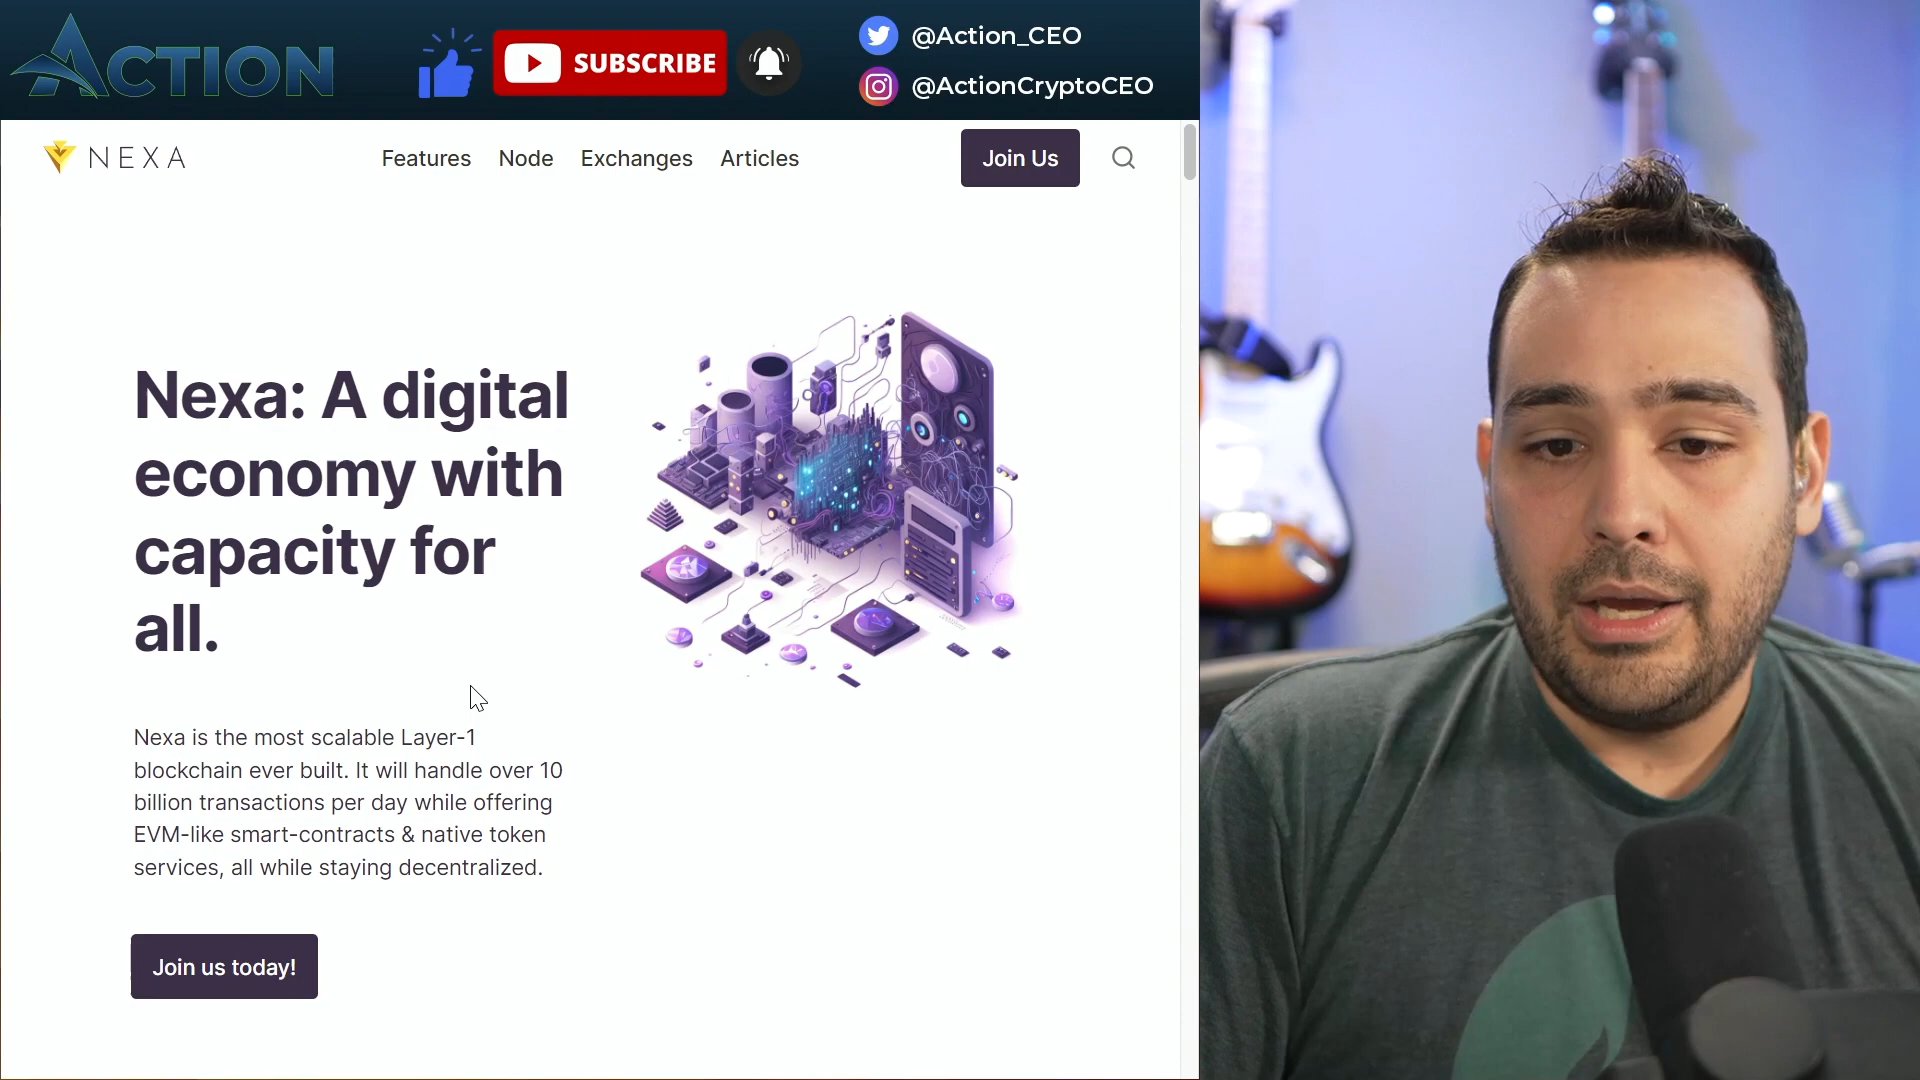 ACTION
SUBSCRIBE
@Action_CEO
@ActionCryptoCEO
NEXA
Features
Node
Exchanges
Articles
Join Us
Nexa: A digital
economy with
capacity for
all.
Nexa is the most scalable Layer-1
blockchain ever built. It will handle over 10
billion transactions per day while offering
EVM-like smart-contracts & native token
services, all while staying decentralized.
Join us today!